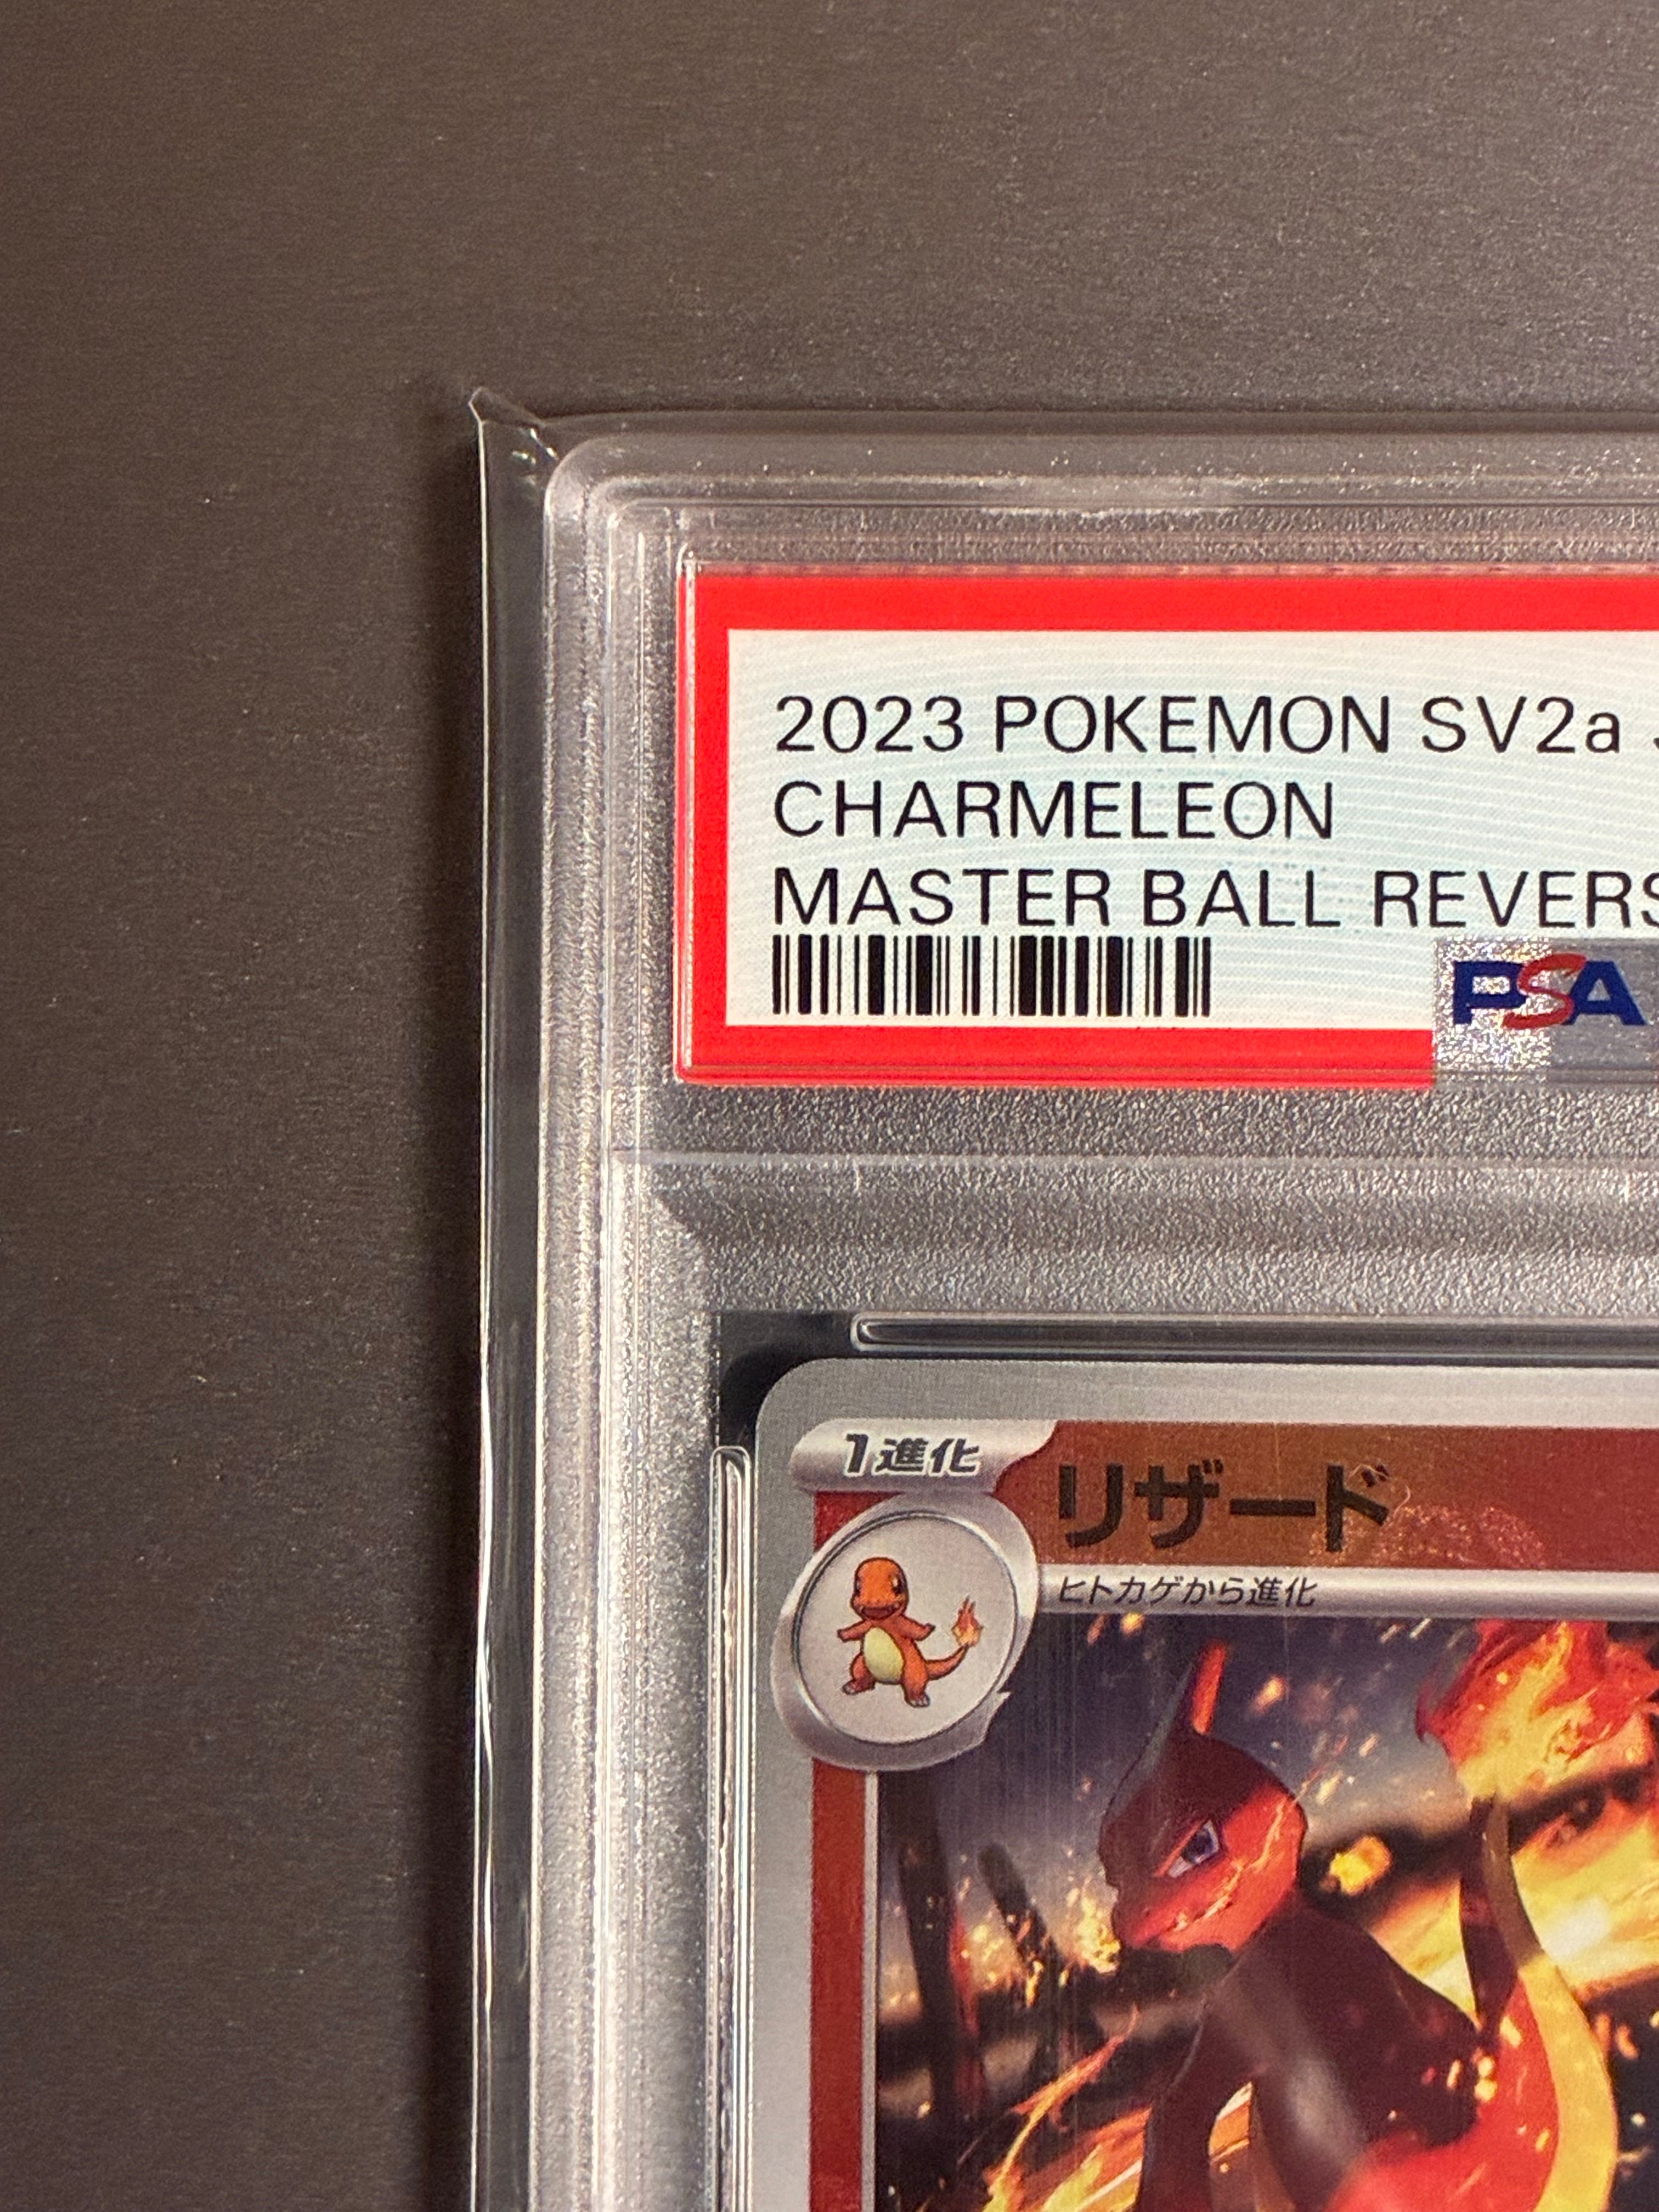 2023 POKEMON SV2a
CHARMELEON
MASTER BALL
PSA
1進化
リザード
ヒトカゲから進化